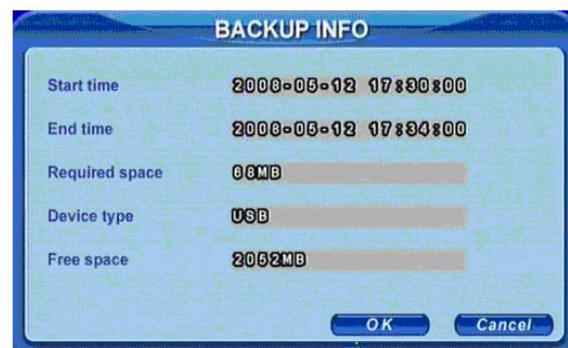 BACKUP INFO
Start time 2008-05-12 17:30:00
End time 2008-05-12 17:34:00
Required space 68MB
Device type USB
Free space 2052MB
OK Cancel